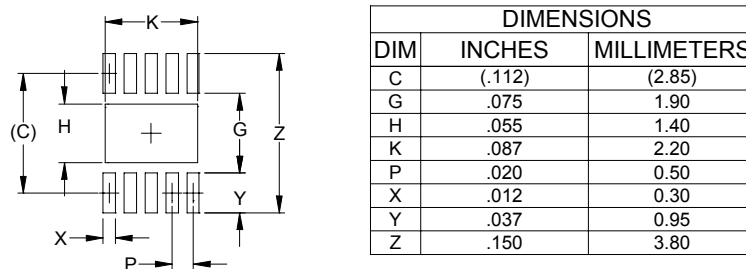 K
(C)
H
G
Z
Y
X
P
DIMENSIONS
DIM INCHES MILLIMETERS
C (.112) (2.85)
G .075 1.90
H .055 1.40
K .087 2.20
P .020 0.50
X .012 0.30
Y .037 0.95
Z .150 3.80